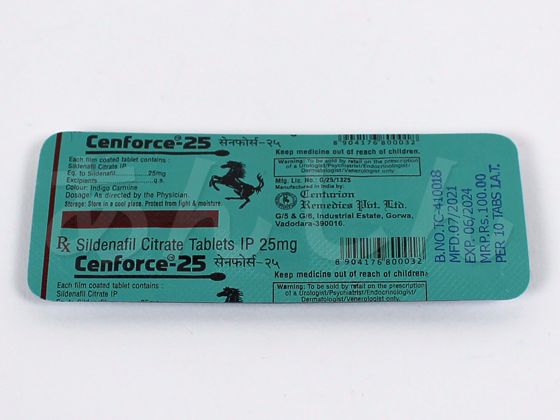 Cenforce®-25 सेनफोर्स-२५
Each film coated tablet contains :
Sildenafil Citrate IP
Eq. to Sildenafil.............25mg
Excipients.........................q.s.
Colour: Indigo Carmine
Dosage: As directed by the Physician.
Storage: Store in a cool place. Protect from light & moisture.
8 904176 800032
Keep medicine out of reach of children.
Warning: To be sold by retail on the prescription
of a Urologist/Psychiatrist/Endocrinologist/
Dermatologist/Venerologist only.
Mfg. Lic. No.: G/25/1325
Manufactured in India by:
Centurion
Remedies Pvt. Ltd.
G/5 & G/6, Industrial Estate, Gorwa,
Vadodara-390016.
B.NO.TC-410018
MFD.07/2021
EXP.06/2024
MRP.Rs.100.00
PER 10 TABS I.A.T.
Rx Sildenafil Citrate Tablets IP 25mg
Cenforce®-25 सेनफोर्स-२५
Each film coated tablet contains :
Sildenafil Citrate IP
8 904176 800032
Keep medicine out of reach of children.
Warning: To be sold by retail on the prescription
of a Urologist/Psychiatrist/Endocrinologist/
Dermatologist/Venerologist only.